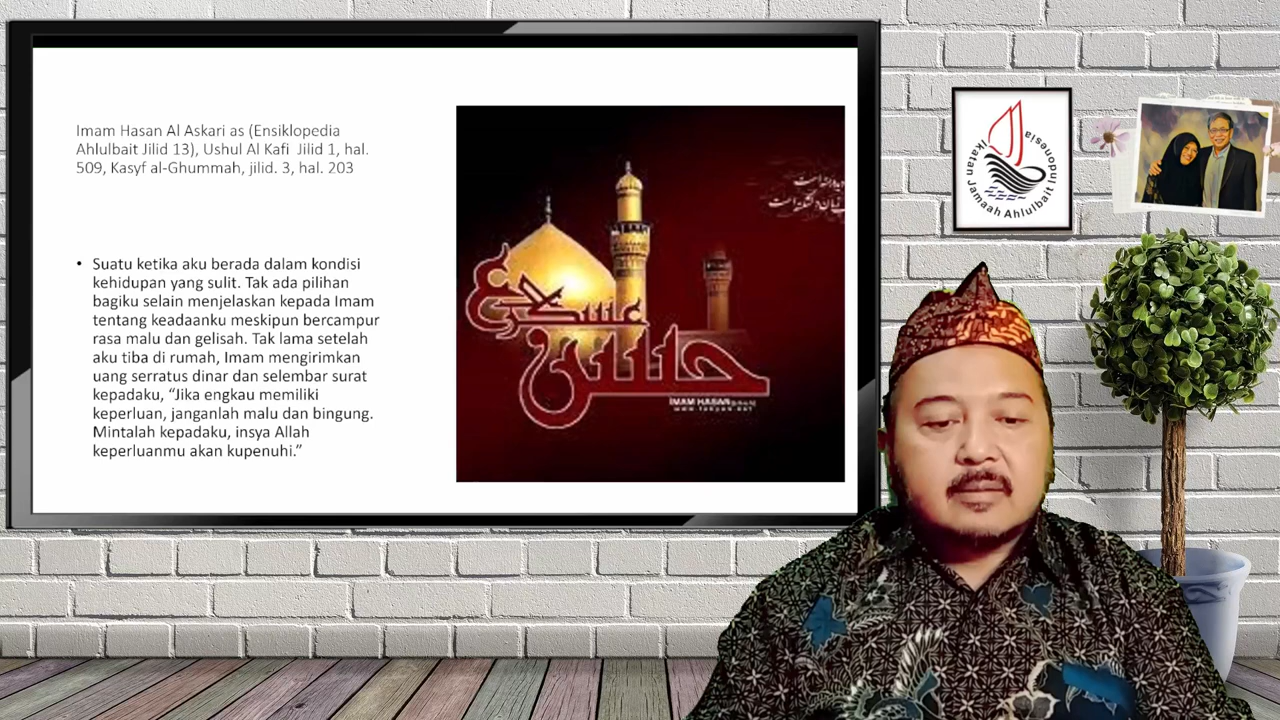 Imam Hasan Al Askari as (Ensiklopedia
Ahlulbait Jilid 13), Ushul Al Kafi Jilid 1, hal.
509, Kasyf al-Ghummah, jilid. 3, hal. 203
• Suatu ketika aku berada dalam kondisi
kehidupan yang sulit. Tak ada pilihan
bagiku selain menjelaskan kepada Imam
tentang keadaanku meskipun bercampur
rasa malu dan gelisah. Tak lama setelah
aku tiba di rumah, Imam mengirimkan
uang serratus dinar dan selembar surat
kepadaku, “Jika engkau memiliki
keperluan, janganlah malu dan bingung.
Mintalah kepadaku, insya Allah
keperluanmu akan kupenuhi.”
حسن
عسکری
IMAM HASAN
Ikatan Jamaah Ahlulbait Indonesia